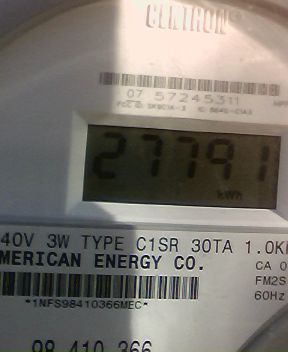 CENTRON®
07 57245311
27791
kWh
40V 3W TYPE C1SR 30TA 1.0K
MERICAN ENERGY CO.
CA 0
FM2S
*1NFS98410366MEC*
60Hz
98 410 366